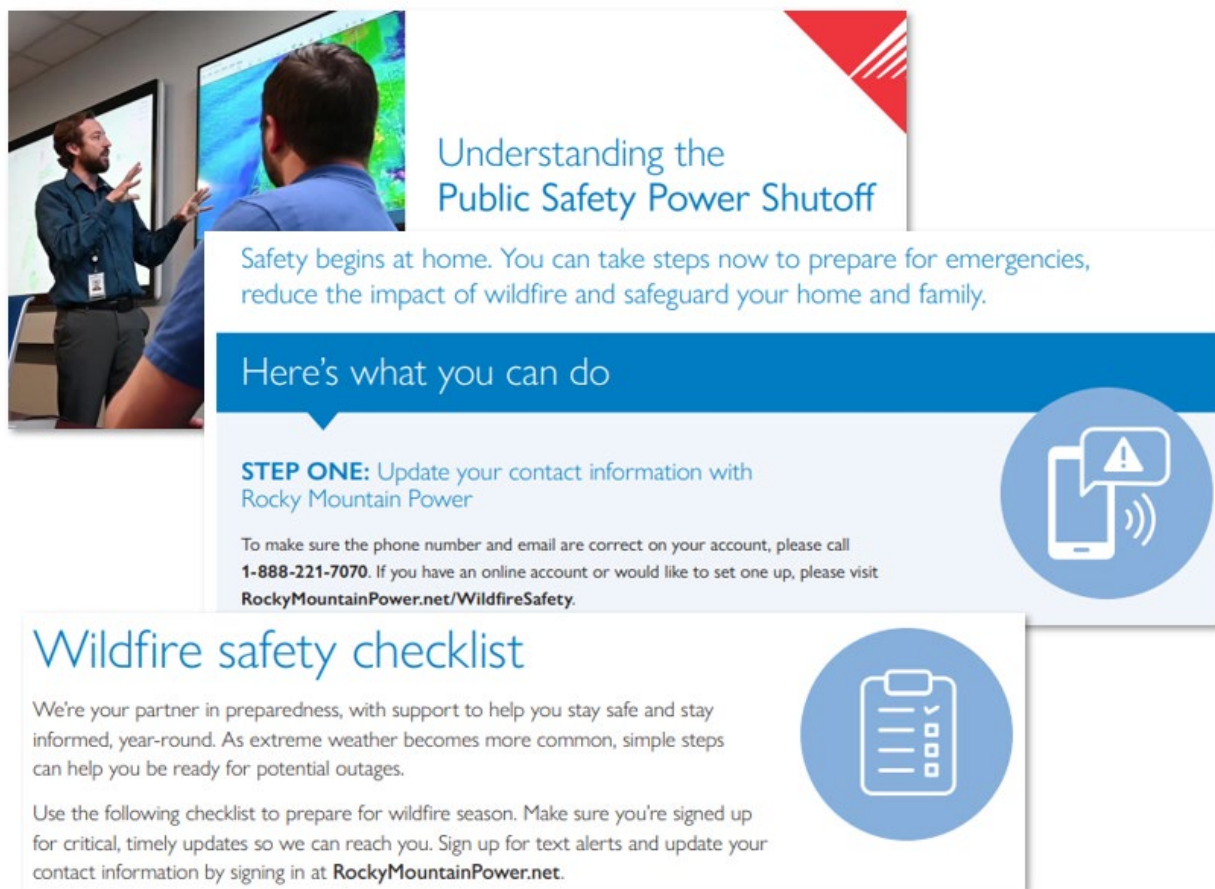 Understanding the
Public Safety Power Shutoff
Safety begins at home. You can take steps now to prepare for emergencies,
reduce the impact of wildfire and safeguard your home and family.
Here's what you can do
STEP ONE: Update your contact information with
Rocky Mountain Power
To make sure the phone number and email are correct on your account, please call
1-888-221-7070. If you have an online account or would like to set one up, please visit
RockyMountainPower.net/WildfireSafety.
Wildfire safety checklist
We're your partner in preparedness, with support to help you stay safe and stay
informed, year-round. As extreme weather becomes more common, simple steps
can help you be ready for potential outages.
Use the following checklist to prepare for wildfire season. Make sure you're signed up
for critical, timely updates so we can reach you. Sign up for text alerts and update your
contact information by signing in at RockyMountainPower.net.